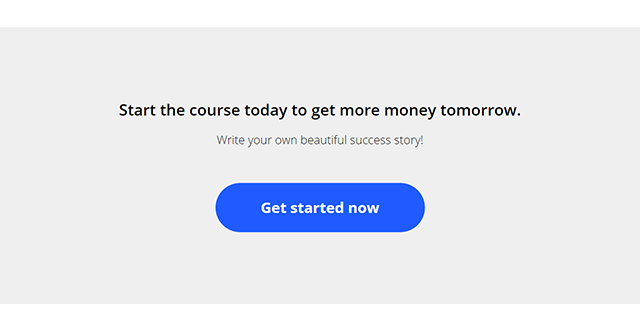 Start the course today to get more money tomorrow.
Write your own beautiful success story!
Get started now